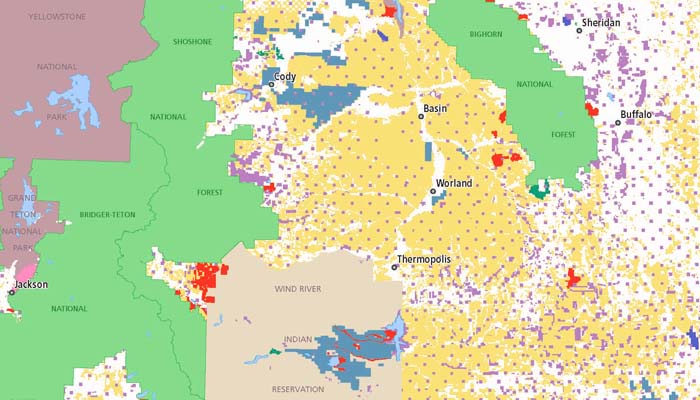 YELLOWSTONE
NATIONAL
PARK
SHOSHONE
NATIONAL
FOREST
Cody
Basin
Worland
Thermopolis
BIGHORN
NATIONAL
FOREST
Sheridan
Buffalo
GRAND
TETON
NATIONAL
PARK
BRIDGER-TETON
NATIONAL
Jackson
WIND RIVER
INDIAN
RESERVATION